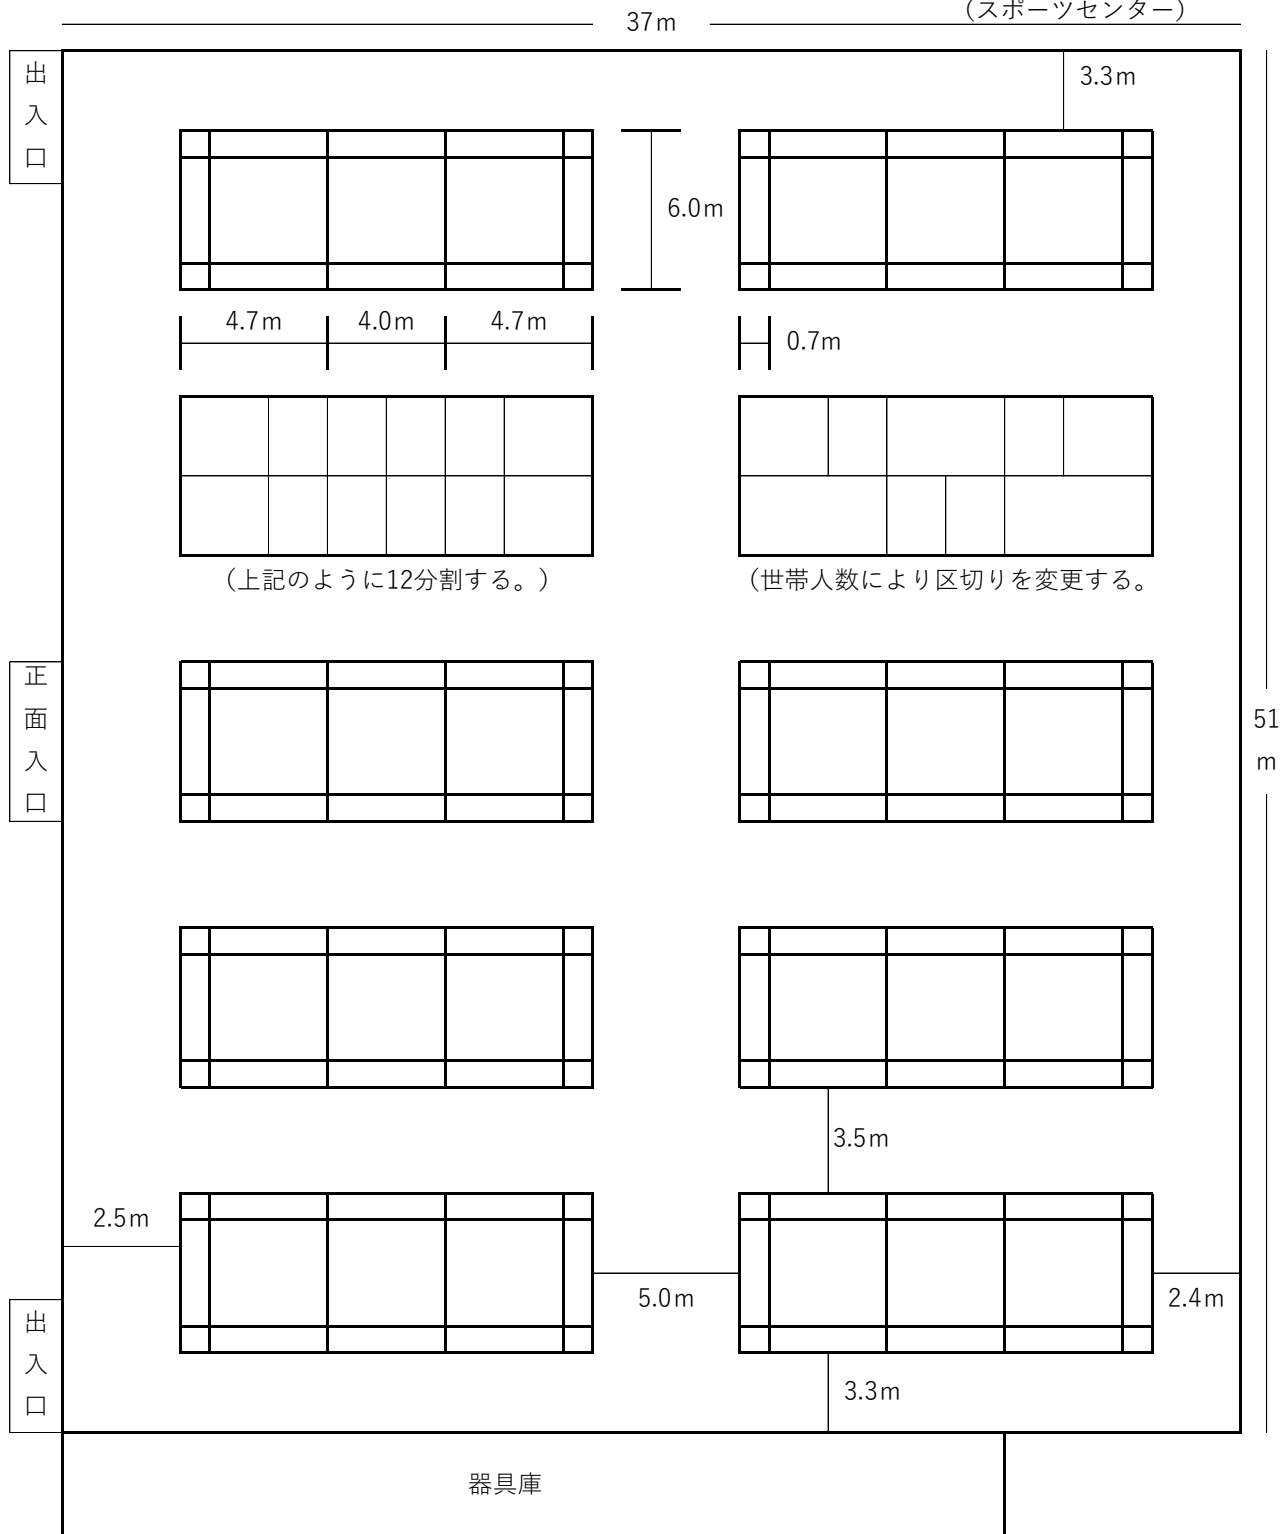 （スポーツセンター）
37m
出入口
3.3m
6.0m
4.7m
4.0m
4.7m
0.7m
（上記のように12分割する。）
（世帯人数により区切りを変更する。
正面入口
51
m
3.5m
2.5m
5.0m
2.4m
出入口
3.3m
器具庫